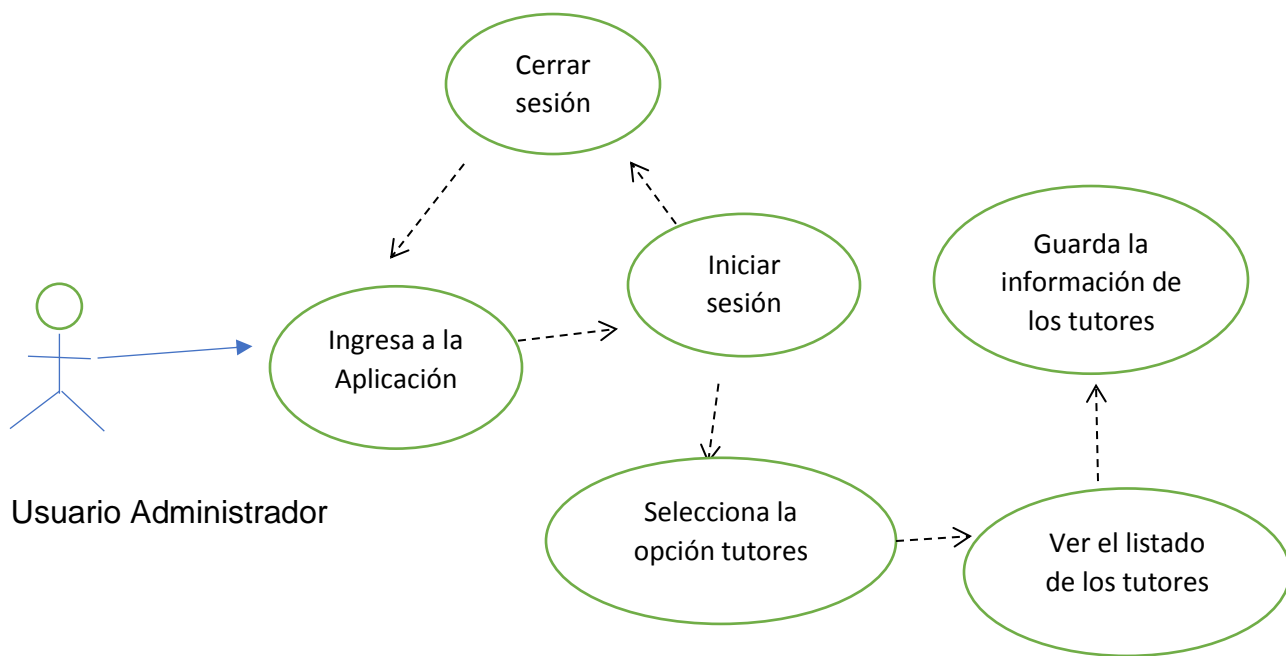 Cerrar
sesión
Iniciar
sesión
Guarda la
información de
los tutores
Ingresa a la
Aplicación
Usuario Administrador
Selecciona la
opción tutores
Ver el listado
de los tutores